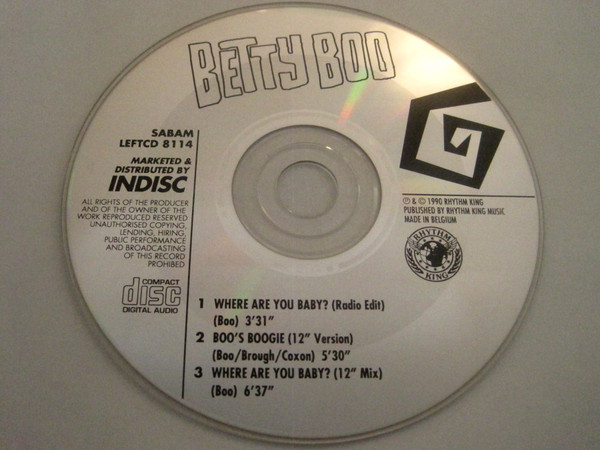 BETTY BOO
SABAM
LEFTCD 8114
MARKETED &
DISTRIBUTED BY
INDISC
ALL RIGHTS OF THE PRODUCER
AND OF THE OWNER OF THE
WORK REPRODUCED RESERVED
UNAUTHORISED COPYING,
LENDING, HIRING,
PUBLIC PERFORMANCE
AND BROADCASTING
OF THIS RECORD
PROHIBITED
COMPACT
disc
DIGITAL AUDIO
℗ & © 1990 RHYTHM KING
PUBLISHED BY RHYTHM KING MUSIC
MADE IN BELGIUM
RHYTHM
KING
1 WHERE ARE YOU BABY? (Radio Edit)
(Boo) 3'31"
2 BOO'S BOOGIE (12" Version)
(Boo/Brough/Coxon) 5'30"
3 WHERE ARE YOU BABY? (12" Mix)
(Boo) 6'37"